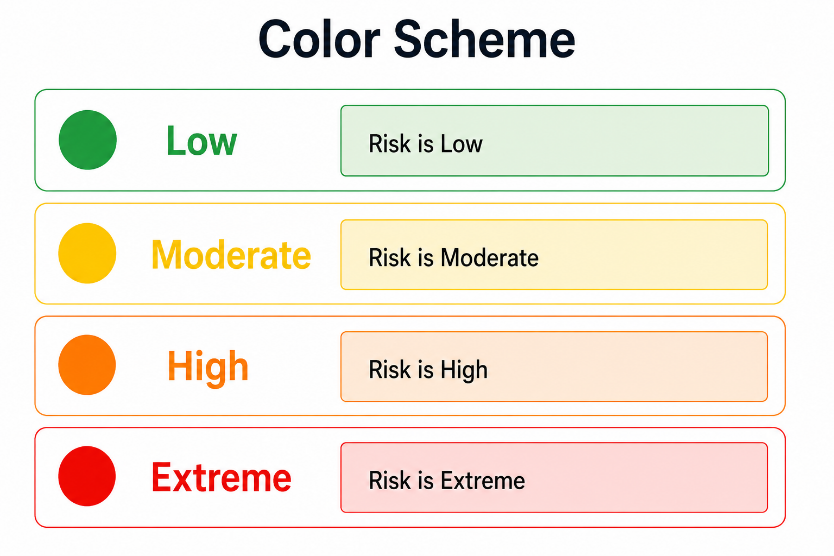 Color Scheme
Low
Risk is Low
Moderate
Risk is Moderate
High
Risk is High
Extreme
Risk is Extreme